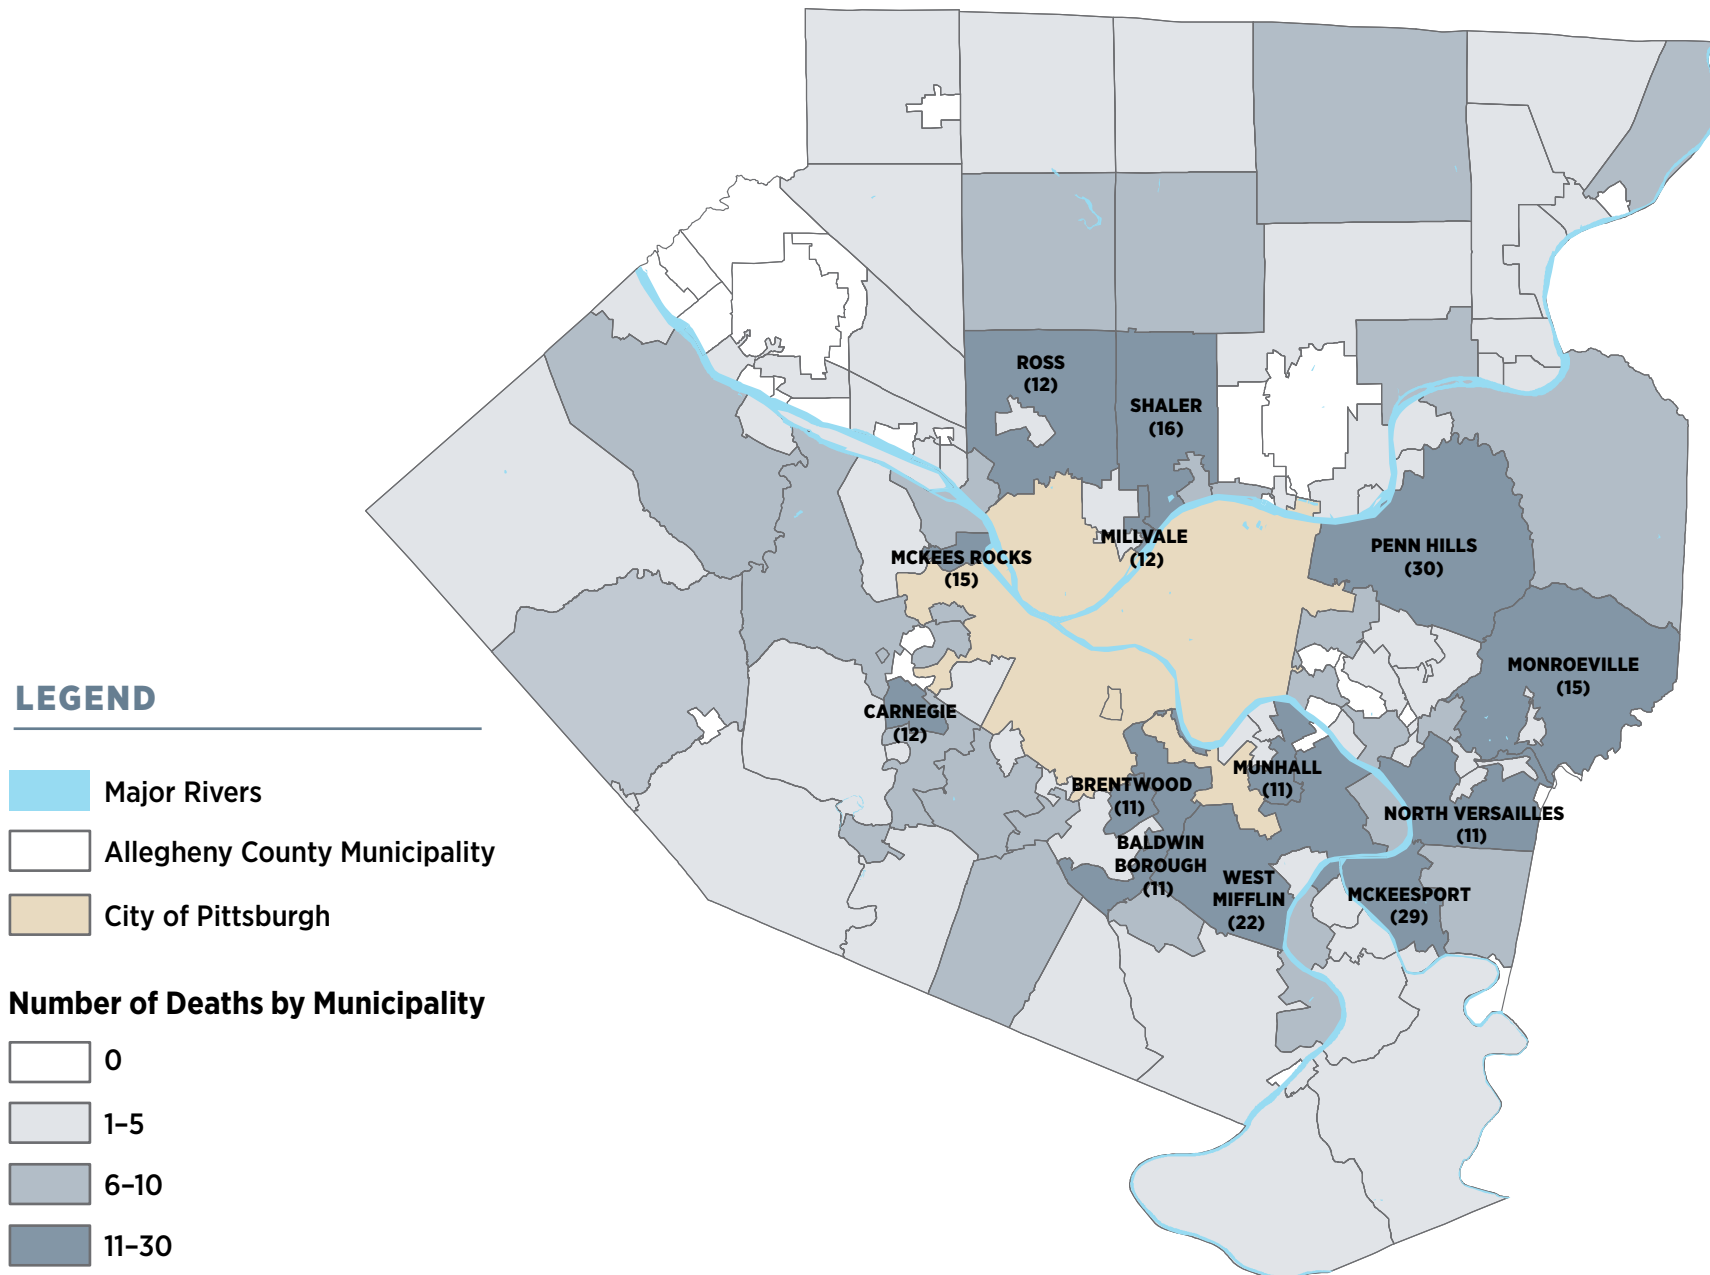 ROSS
(12)
SHALER
(16)
MILLVALE
(12)
MCKEES ROCKS
(15)
PENN HILLS
(30)
MONROEVILLE
(15)
CARNEGIE
(12)
BRENTWOOD
(11)
MUNHALL
(11)
NORTH VERSAILLES
(11)
BALDWIN
BOROUGH
(11)
WEST
MIFFLIN
(22)
MCKEESPORT
(29)
LEGEND
Major Rivers
Allegheny County Municipality
City of Pittsburgh
Number of Deaths by Municipality
0
1–5
6–10
11–30